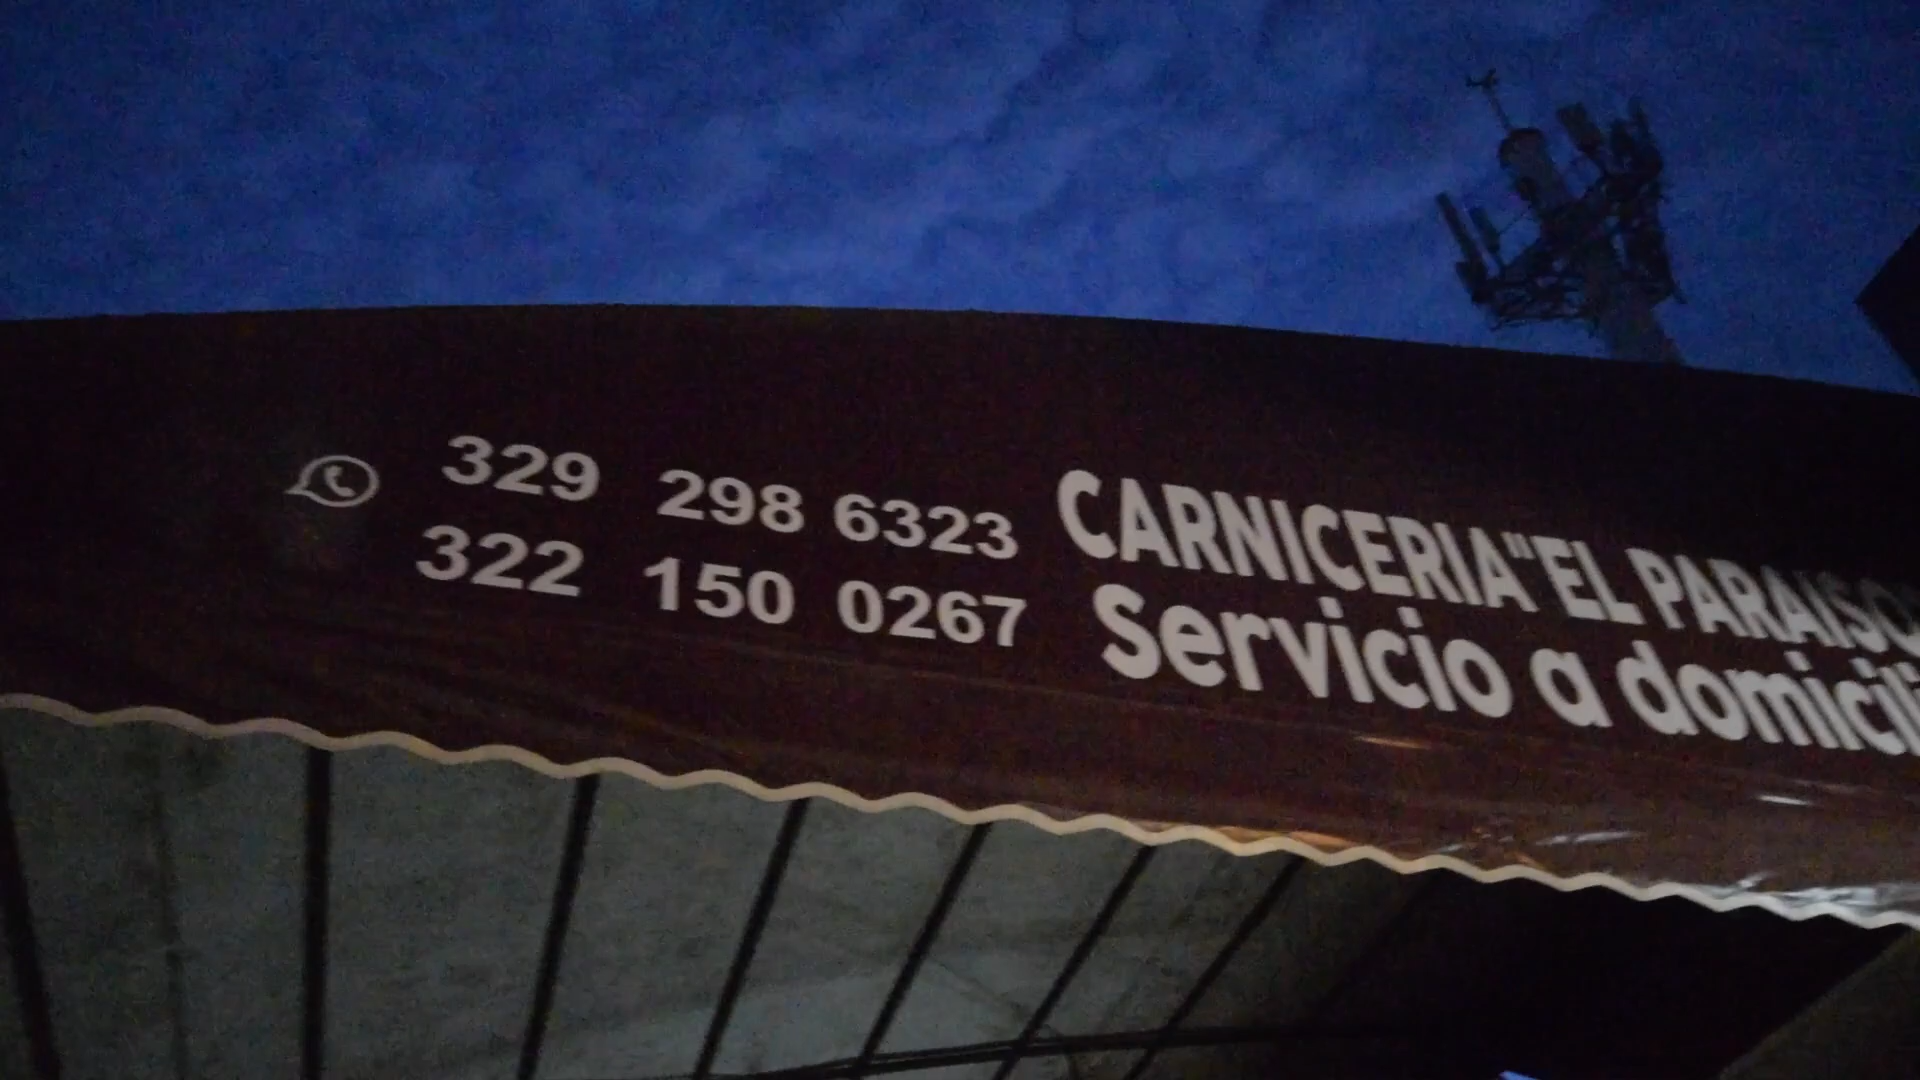 329 298 6323
322 150 0267
CARNICERIA "EL PARAISO
Servicio a domicili